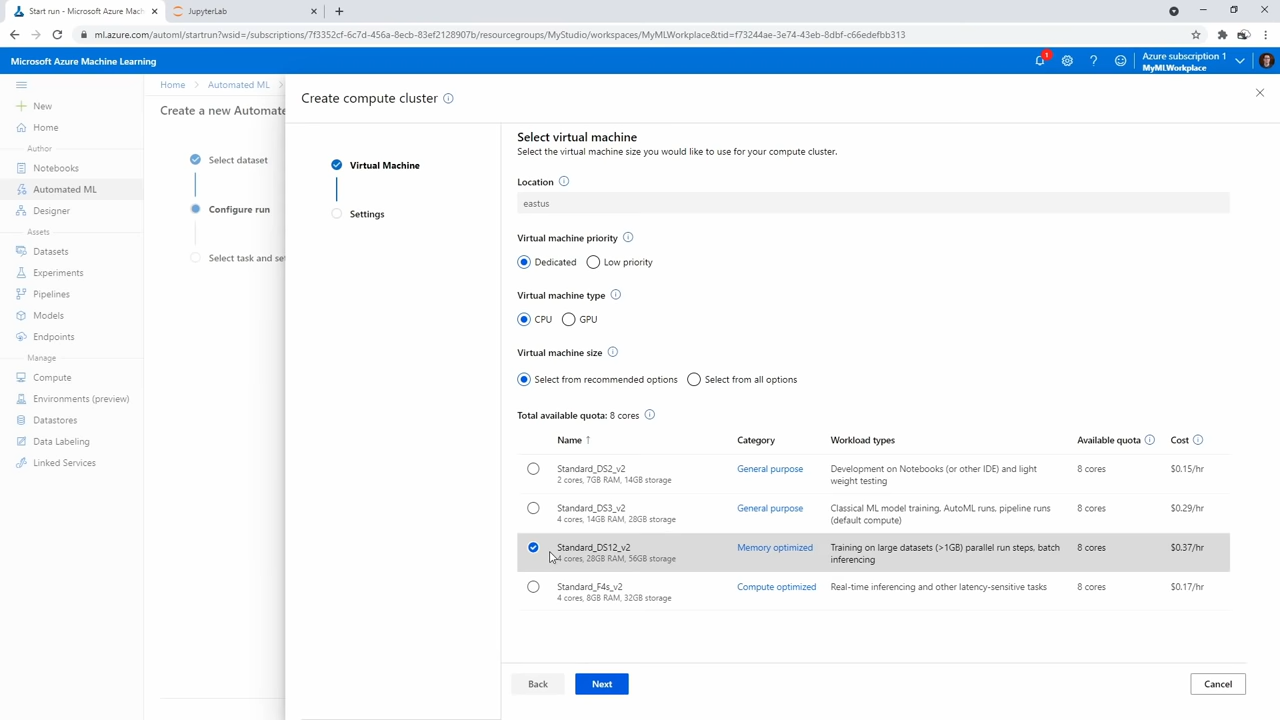 Start run - Microsoft Azure Machi
JupyterLab
ml.azure.com/automl/startrun?wsid=/subscriptions/7f3352cf-6c7d-456a-8ecb-83ef2128907b/resourcegroups/MyStudio/workspaces/MyMLWorkplace&tid=f73244ae-3e74-43eb-8dbf-c66edefbb313
Microsoft Azure Machine Learning
1
Azure subscription 1
MyMLWorkplace
New
Home
Author
Notebooks
Automated ML
Designer
Assets
Datasets
Experiments
Pipelines
Models
Endpoints
Manage
Compute
Environments (preview)
Datastores
Data Labeling
Linked Services
Home > Automated ML >
Create a new Automate
Select dataset
Configure run
Select task and set
Create compute cluster
Virtual Machine
Settings
Select virtual machine
Select the virtual machine size you would like to use for your compute cluster.
Location
eastus
Virtual machine priority
Dedicated Low priority
Virtual machine type
CPU GPU
Virtual machine size
Select from recommended options Select from all options
Total available quota: 8 cores
Name ↑ Category Workload types Available quota Cost
Standard_DS2_v2 General purpose Development on Notebooks (or other IDE) and light 8 cores $0.15/hr
2 cores, 7GB RAM, 14GB storage weight testing
Standard_DS3_v2 General purpose Classical ML model training, AutoML runs, pipeline runs 8 cores $0.29/hr
4 cores, 14GB RAM, 28GB storage (default compute)
Standard_DS12_v2 Memory optimized Training on large datasets (>1GB) parallel run steps, batch 8 cores $0.37/hr
4 cores, 28GB RAM, 56GB storage inferencing
Standard_F4s_v2 Compute optimized Real-time inferencing and other latency-sensitive tasks 8 cores $0.17/hr
4 cores, 8GB RAM, 32GB storage
Back Next Cancel